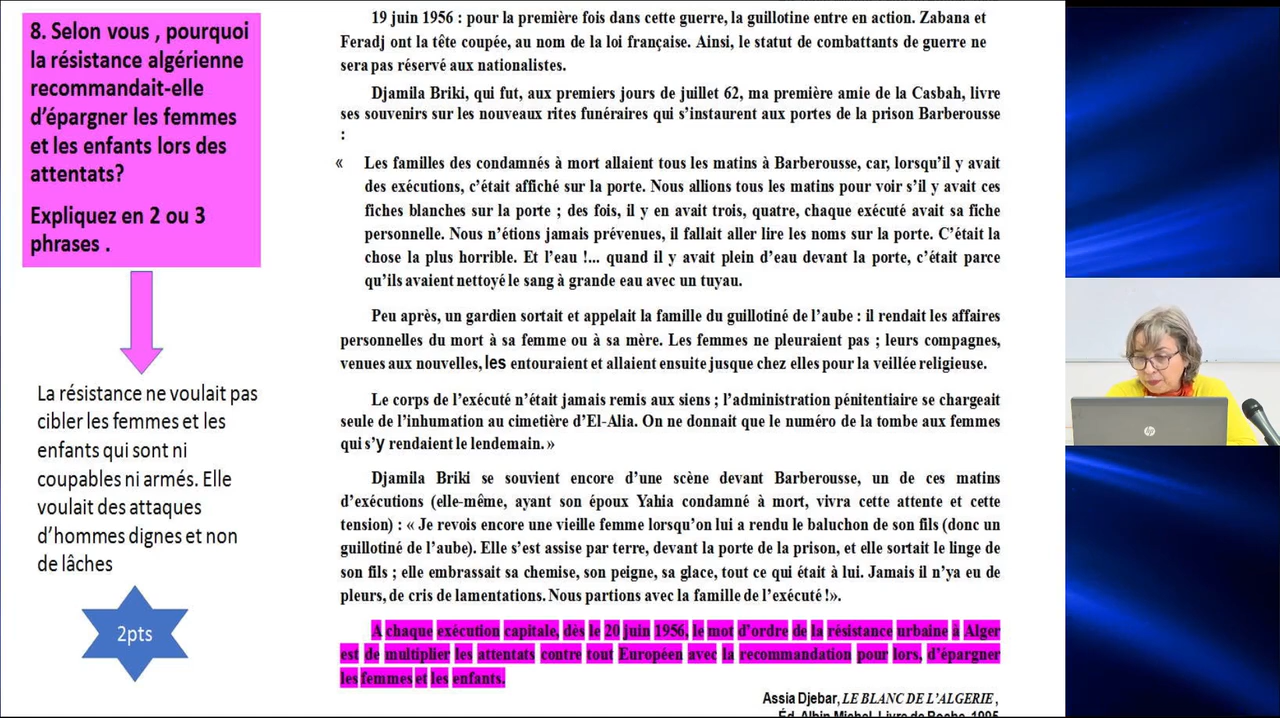 8. Selon vous , pourquoi
la résistance algérienne
recommandait-elle
d'épargner les femmes
et les enfants lors des
attentats?
Expliquez en 2 ou 3
phrases .
La résistance ne voulait pas
cibler les femmes et les
enfants qui sont ni
coupables ni armés. Elle
voulait des attaques
d'hommes dignes et non
de lâches
2pts
19 juin 1956 : pour la première fois dans cette guerre, la guillotine entre en action. Zabana et
Feradj ont la tête coupée, au nom de la loi française. Ainsi, le statut de combattants de guerre ne
sera pas réservé aux nationalistes.
Djamila Briki, qui fut, aux premiers jours de juillet 62, ma première amie de la Casbah, livre
ses souvenirs sur les nouveaux rites funéraires qui s'instaurent aux portes de la prison Barberousse
:
« Les familles des condamnés à mort allaient tous les matins à Barberousse, car, lorsqu'il y avait
des exécutions, c'était affiché sur la porte. Nous allions tous les matins pour voir s'il y avait ces
fiches blanches sur la porte ; des fois, il y en avait trois, quatre, chaque exécuté avait sa fiche
personnelle. Nous n'étions jamais prévenues, il fallait aller lire les noms sur la porte. C'était la
chose la plus horrible. Et l'eau !... quand il y avait plein d'eau devant la porte, c'était parce
qu'ils avaient nettoyé le sang à grande eau avec un tuyau.
Peu après, un gardien sortait et appelait la famille du guillotiné de l'aube : il rendait les affaires
personnelles du mort à sa femme ou à sa mère. Les femmes ne pleuraient pas ; leurs compagnes,
venues aux nouvelles, les entouraient et allaient ensuite jusque chez elles pour la veillée religieuse.
Le corps de l'exécuté n'était jamais remis aux siens ; l'administration pénitentiaire se chargeait
seule de l'inhumation au cimetière d'El-Alia. On ne donnait que le numéro de la tombe aux femmes
qui s'y rendaient le lendemain. »
Djamila Briki se souvient encore d'une scène devant Barberousse, un de ces matins
d'exécutions (elle-même, ayant son époux Yahia condamné à mort, vivra cette attente et cette
tension) : « Je revois encore une vieille femme lorsqu'on lui a rendu le baluchon de son fils (donc un
guillotiné de l'aube). Elle s'est assise par terre, devant la porte de la prison, et elle sortait le linge de
son fils ; elle embrassait sa chemise, son peigne, sa glace, tout ce qui était à lui. Jamais il n'ya eu de
pleurs, de cris de lamentations. Nous partions avec la famille de l'exécuté !».
A chaque exécution capitale, dès le 20 juin 1956, le mot d'ordre de la résistance urbaine à Alger
est de multiplier les attentats contre tout Européen avec la recommandation pour lors, d'épargner
les femmes et les enfants.
Assia Djebar, LE BLANC DE L'ALGERIE ,
Éd. Albin Michel, Livre de Poche, 1995
hp